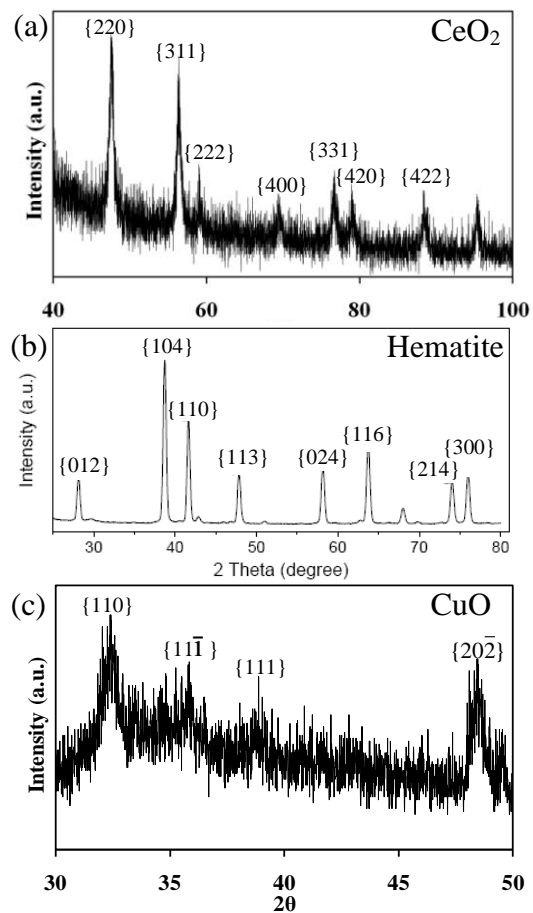 (a) CeO₂
{220}
{311}
{222}
{400}
{331}
{420}
{422}
Intensity (a.u.)
40 60 80 100
(b) Hematite
{104}
{110}
{012}
{113}
{024}
{116}
{214}
{300}
Intensity (a.u.)
30 40 50 60 70 80
2 Theta (degree)
(c) CuO
{110}
{111̄ }
{111}
{202̄}
Intensity (a.u.)
30 35 40 45 50
2θ